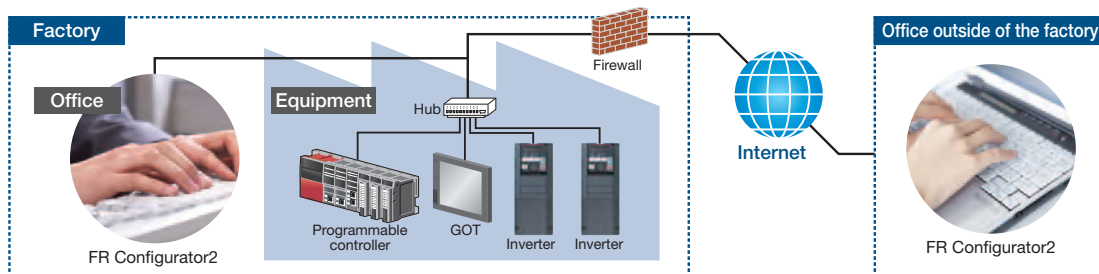 Factory
Office outside of the factory
Firewall
Office
Equipment
Hub
Internet
Programmable
controller
GOT
Inverter
Inverter
FR Configurator2
FR Configurator2